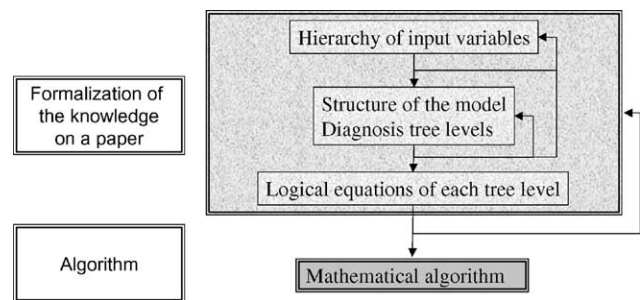 Hierarchy of input variables
Formalization of
the knowledge
on a paper
Structure of the model
Diagnosis tree levels
Logical equations of each tree level
Algorithm
Mathematical algorithm